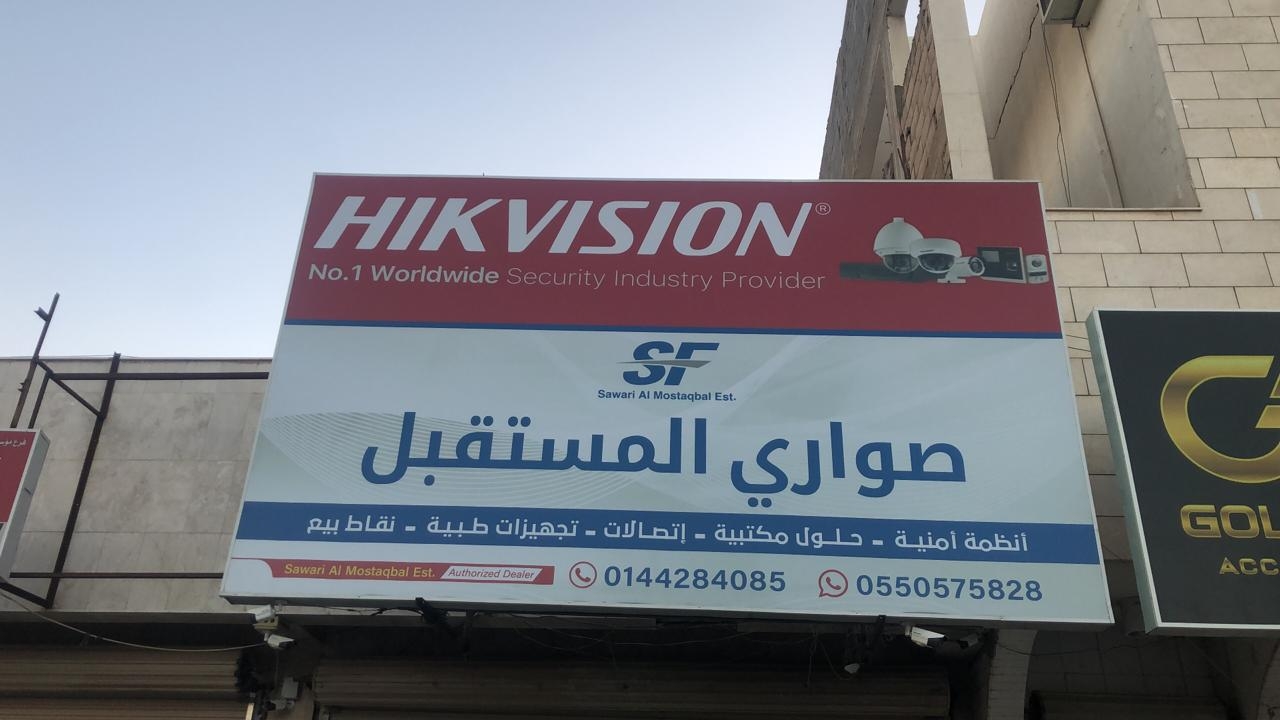 HIKVISION®
No.1 Worldwide Security Industry Provider
SF
Sawari Al Mostaqbal Est.
صواري المستقبل
أنظمة أمنية - حلول مكتبية - إتصالات - تجهيزات طبية - نقاط بيع
Sawari Al Mostaqbal Est. Authorized Dealer 0144284085 0550575828
GOL
ACC